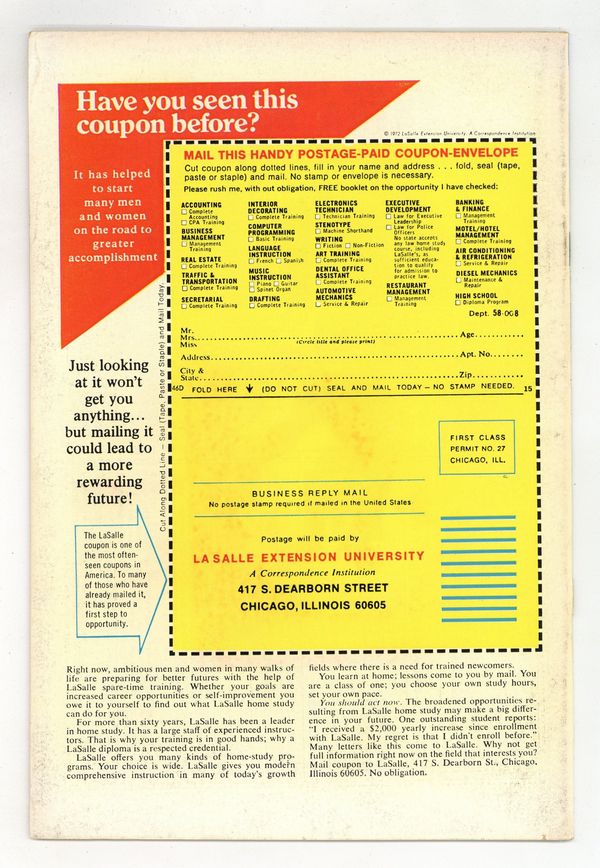 Have you seen this
coupon before?
© 1972 LaSalle Extension University, A Correspondence Institution
It has helped
to start
many men
and women
on the road to
greater
accomplishment
Just looking
at it won't
get you
anything...
but mailing it
could lead to
a more
rewarding
future!
The LaSalle
coupon is one of
the most often-
seen coupons in
America. To many
of those who have
already mailed it,
it has proved a
first step to
opportunity.
Cut Along Dotted Line — Seal (Tape, Paste or Staple) and Mail Today.
MAIL THIS HANDY POSTAGE-PAID COUPON-ENVELOPE
Cut coupon along dotted lines, fill in your name and address . . . fold, seal (tape,
paste or staple) and mail. No stamp or envelope is necessary.
Please rush me, with out obligation, FREE booklet on the opportunity I have checked:
ACCOUNTING
□ Complete
Accounting
□ CPA Training
BUSINESS
MANAGEMENT
□ Management
Training
REAL ESTATE
□ Complete Training
TRAFFIC &
TRANSPORTATION
□ Complete Training
SECRETARIAL
□ Complete Training
INTERIOR
DECORATING
□ Complete Training
COMPUTER
PROGRAMMING
□ Basic Training
LANGUAGE
INSTRUCTION
□ French □ Spanish
MUSIC
INSTRUCTION
□ Piano □ Guitar
□ Spinet Organ
DRAFTING
□ Complete Training
ELECTRONICS
TECHNICIAN
□ Technician Training
STENOTYPE
□ Machine Shorthand
WRITING
□ Fiction □ Non-Fiction
ART TRAINING
□ Complete Training
DENTAL OFFICE
ASSISTANT
□ Complete Training
AUTOMOTIVE
MECHANICS
□ Service & Repair
EXECUTIVE
DEVELOPMENT
□ Law for Executive
Leadership
□ Law for Police
Officers
No state accepts
any law home study
course, including
LaSalle's, as
sufficient educa-
tion to qualify
for admission to
practice law.
RESTAURANT
MANAGEMENT
□ Management
Training
BANKING
& FINANCE
□ Management
Training
MOTEL/HOTEL
MANAGEMENT
□ Complete Training
AIR CONDITIONING
& REFRIGERATION
□ Service & Repair
DIESEL MECHANICS
□ Maintenance &
Repair
HIGH SCHOOL
□ Diploma Program
Dept. 58-008
Mr.
Mrs. Age
Miss (Circle title and please print)
Address Apt. No.
City &
State Zip
46D FOLD HERE ↓ (DO NOT CUT) SEAL AND MAIL TODAY – NO STAMP NEEDED. 15
FIRST CLASS
PERMIT NO. 27
CHICAGO, ILL.
BUSINESS REPLY MAIL
No postage stamp required if mailed in the United States
Postage will be paid by
LA SALLE EXTENSION UNIVERSITY
A Correspondence Institution
417 S. DEARBORN STREET
CHICAGO, ILLINOIS 60605
Right now, ambitious men and women in many walks of
life are preparing for better futures with the help of
LaSalle spare-time training. Whether your goals are
increased career opportunities or self-improvement you
owe it to yourself to find out what LaSalle home study
can do for you.
For more than sixty years, LaSalle has been a leader
in home study. It has a large staff of experienced instruc-
tors. That is why your training is in good hands; why a
LaSalle diploma is a respected credential.
LaSalle offers you many kinds of home-study pro-
grams. Your choice is wide. LaSalle gives you modern
comprehensive instruction in many of today's growth
fields where there is a need for trained newcomers.
You learn at home; lessons come to you by mail. You
are a class of one; you choose your own study hours,
set your own pace.
You should act now. The broadened opportunities re-
sulting from LaSalle home study may make a big differ-
ence in your future. One outstanding student reports:
"I received a $2,000 yearly increase since enrollment
with LaSalle. My regret is that I didn't enroll before."
Many letters like this come to LaSalle. Why not get
full information right now on the field that interests you?
Mail coupon to LaSalle, 417 S. Dearborn St., Chicago,
Illinois 60605. No obligation.